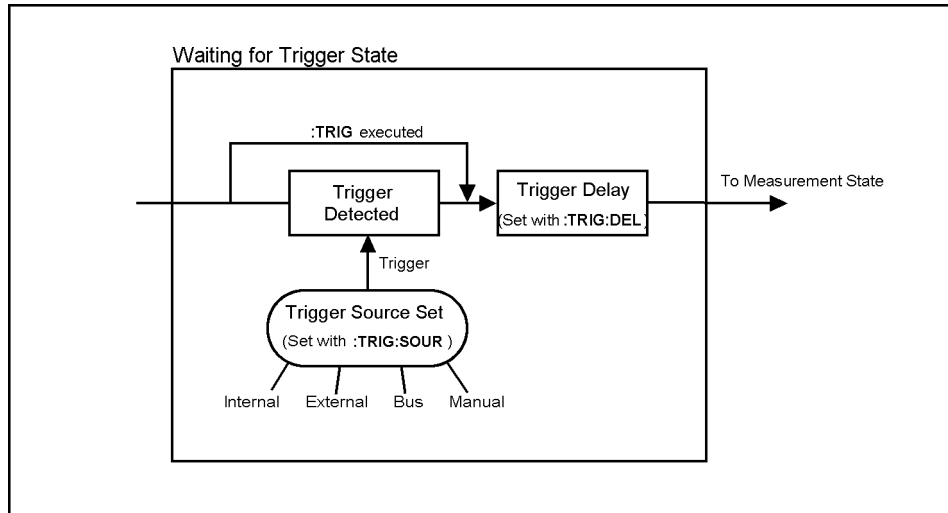 Waiting for Trigger State
:TRIG executed
Trigger
Detected
Trigger Delay
(Set with :TRIG:DEL)
To Measurement State
Trigger
Trigger Source Set
(Set with :TRIG:SOUR )
Internal External Bus Manual